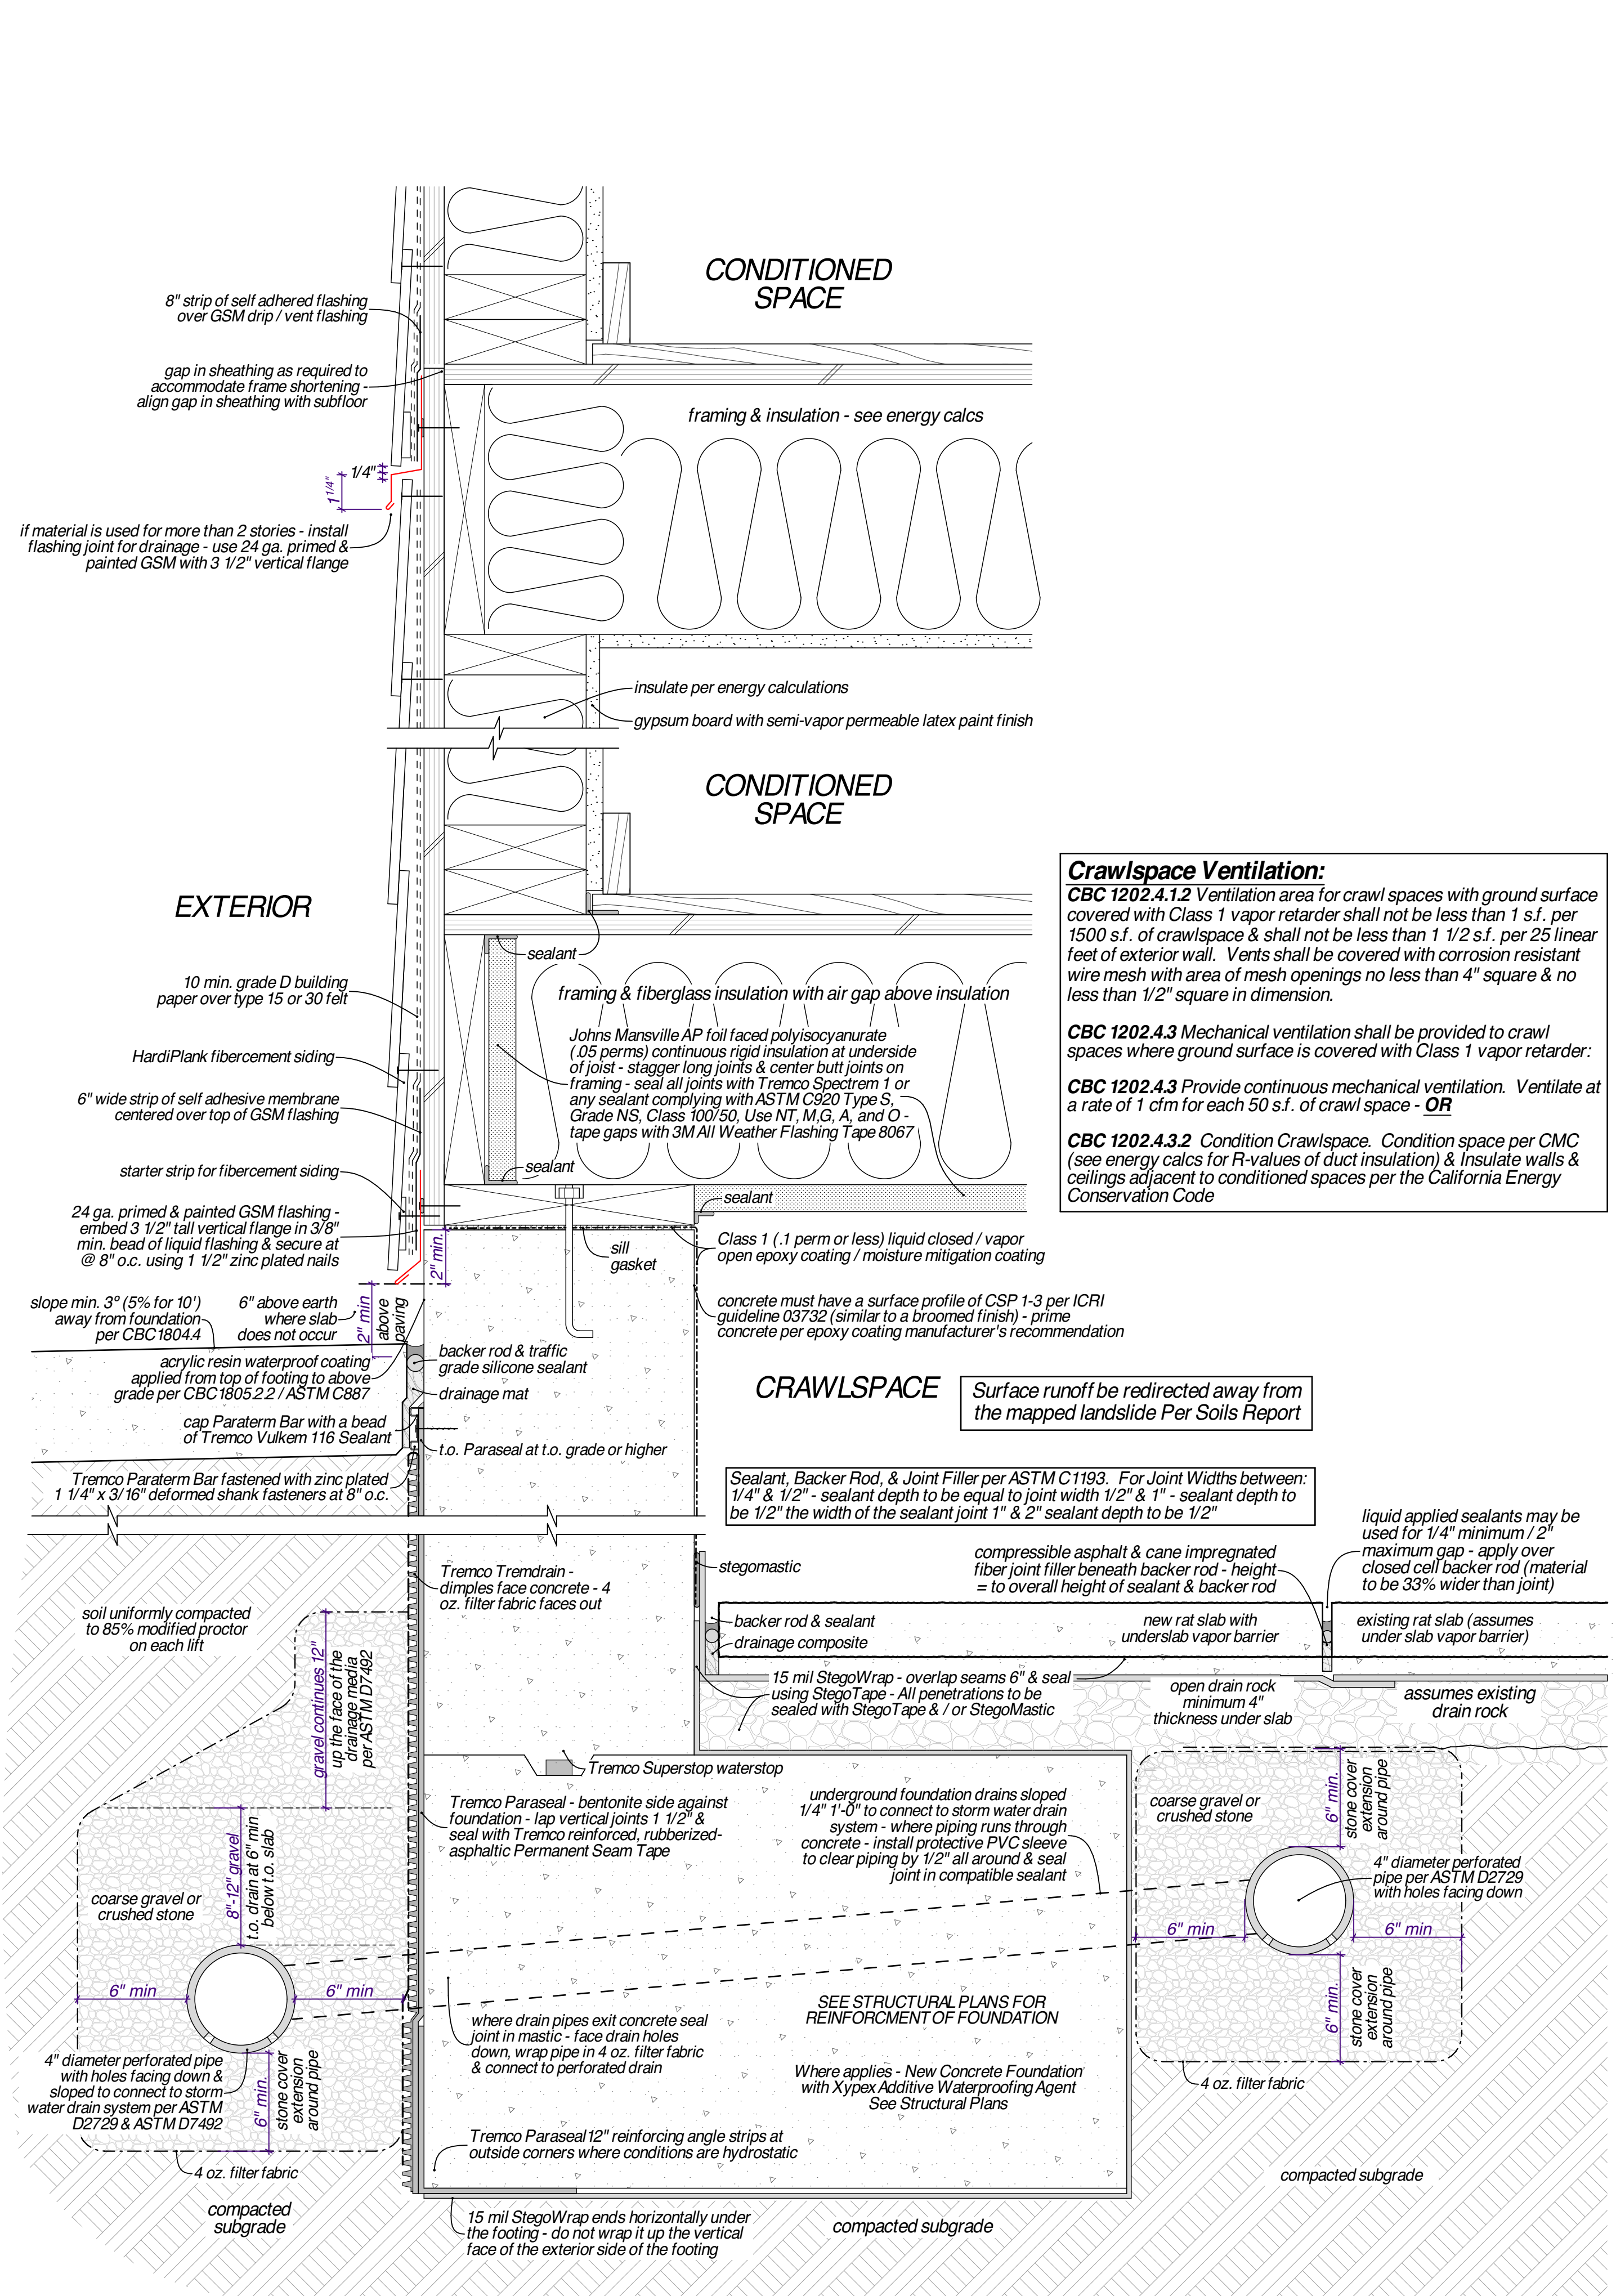 CONDITIONED
SPACE
8" strip of self adhered flashing
over GSM drip / vent flashing
gap in sheathing as required to
accommodate frame shortening -
align gap in sheathing with subfloor
framing & insulation - see energy calcs
1/4"
1 1/4"
if material is used for more than 2 stories - install
flashing joint for drainage - use 24 ga. primed &
painted GSM with 3 1/2" vertical flange
insulate per energy calculations
gypsum board with semi-vapor permeable latex paint finish
CONDITIONED
SPACE
EXTERIOR
Crawlspace Ventilation:
CBC 1202.4.1.2 Ventilation area for crawl spaces with ground surface
covered with Class 1 vapor retarder shall not be less than 1 s.f. per
1500 s.f. of crawlspace & shall not be less than 1 1/2 s.f. per 25 linear
feet of exterior wall. Vents shall be covered with corrosion resistant
wire mesh with area of mesh openings no less than 4" square & no
less than 1/2" square in dimension.
CBC 1202.4.3 Mechanical ventilation shall be provided to crawl
spaces where ground surface is covered with Class 1 vapor retarder:
CBC 1202.4.3 Provide continuous mechanical ventilation. Ventilate at
a rate of 1 cfm for each 50 s.f. of crawl space - OR
CBC 1202.4.3.2 Condition Crawlspace. Condition space per CMC
(see energy calcs for R-values of duct insulation) & Insulate walls &
ceilings adjacent to conditioned spaces per the California Energy
Conservation Code
sealant
10 min. grade D building
paper over type 15 or 30 felt
framing & fiberglass insulation with air gap above insulation
Johns Mansville AP foil faced polyisocyanurate
(.05 perms) continuous rigid insulation at underside
of joist - stagger long joints & center butt joints on
framing - seal all joints with Tremco Spectrem 1 or
any sealant complying with ASTM C920 Type S,
Grade NS, Class 100/50, Use NT, M,G, A, and O -
tape gaps with 3M All Weather Flashing Tape 8067
HardiPlank fibercement siding
6" wide strip of self adhesive membrane
centered over top of GSM flashing
starter strip for fibercement siding
sealant
sealant
24 ga. primed & painted GSM flashing -
embed 3 1/2" tall vertical flange in 3/8"
min. bead of liquid flashing & secure at
@ 8" o.c. using 1 1/2" zinc plated nails
2" min.
sill
gasket
Class 1 (.1 perm or less) liquid closed / vapor
open epoxy coating / moisture mitigation coating
slope min. 3º (5% for 10')
away from foundation
per CBC1804.4
6" above earth
where slab
does not occur
2" min
above
paving
concrete must have a surface profile of CSP 1-3 per ICRI
guideline 03732 (similar to a broomed finish) - prime
concrete per epoxy coating manufacturer's recommendation
acrylic resin waterproof coating
applied from top of footing to above
grade per CBC1805.2.2 / ASTM C887
backer rod & traffic
grade silicone sealant
drainage mat
CRAWLSPACE
Surface runoff be redirected away from
the mapped landslide Per Soils Report
cap Paraterm Bar with a bead
of Tremco Vulkem 116 Sealant
t.o. Paraseal at t.o. grade or higher
Tremco Paraterm Bar fastened with zinc plated
1 1/4" x 3/16" deformed shank fasteners at 8" o.c.
Sealant, Backer Rod, & Joint Filler per ASTM C1193. For Joint Widths between:
1/4" & 1/2" - sealant depth to be equal to joint width 1/2" & 1" - sealant depth to
be 1/2" the width of the sealant joint 1" & 2" sealant depth to be 1/2"
liquid applied sealants may be
used for 1/4" minimum / 2"
maximum gap - apply over
closed cell backer rod (material
to be 33% wider than joint)
stegomastic
compressible asphalt & cane impregnated
fiber joint filler beneath backer rod - height
= to overall height of sealant & backer rod
Tremco Tremdrain -
dimples face concrete - 4
oz. filter fabric faces out
soil uniformly compacted
to 85% modified proctor
on each lift
backer rod & sealant
drainage composite
new rat slab with
underslab vapor barrier
existing rat slab (assumes
under slab vapor barrier)
gravel continues 12"
up the face of the
drainage media
per ASTM D7492
15 mil StegoWrap - overlap seams 6" & seal
using StegoTape - All penetrations to be
sealed with StegoTape & / or StegoMastic
open drain rock
minimum 4"
thickness under slab
assumes existing
drain rock
Tremco Superstop waterstop
Tremco Paraseal - bentonite side against
foundation - lap vertical joints 1 1/2" &
seal with Tremco reinforced, rubberized-
asphaltic Permanent Seam Tape
underground foundation drains sloped
1/4" 1'-0" to connect to storm water drain
system - where piping runs through
concrete - install protective PVC sleeve
to clear piping by 1/2" all around & seal
joint in compatible sealant
coarse gravel or
crushed stone
6" min.
stone cover
extension
around pipe
4" diameter perforated
pipe per ASTM D2729
with holes facing down
8"-12" gravel
t.o. drain at 6" min
below t.o. slab
coarse gravel or
crushed stone
6" min
6" min
6" min
6" min
6" min.
stone cover
extension
around pipe
SEE STRUCTURAL PLANS FOR
REINFORCMENT OF FOUNDATION
where drain pipes exit concrete seal
joint in mastic - face drain holes
down, wrap pipe in 4 oz. filter fabric
& connect to perforated drain
4" diameter perforated pipe
with holes facing down &
sloped to connect to storm
water drain system per ASTM
D2729 & ASTM D7492
6" min.
stone cover
extension
around pipe
Where applies - New Concrete Foundation
with Xypex Additive Waterproofing Agent
See Structural Plans
4 oz. filter fabric
Tremco Paraseal 12" reinforcing angle strips at
outside corners where conditions are hydrostatic
4 oz. filter fabric
compacted subgrade
compacted
subgrade
15 mil StegoWrap ends horizontally under
the footing - do not wrap it up the vertical
face of the exterior side of the footing
compacted subgrade